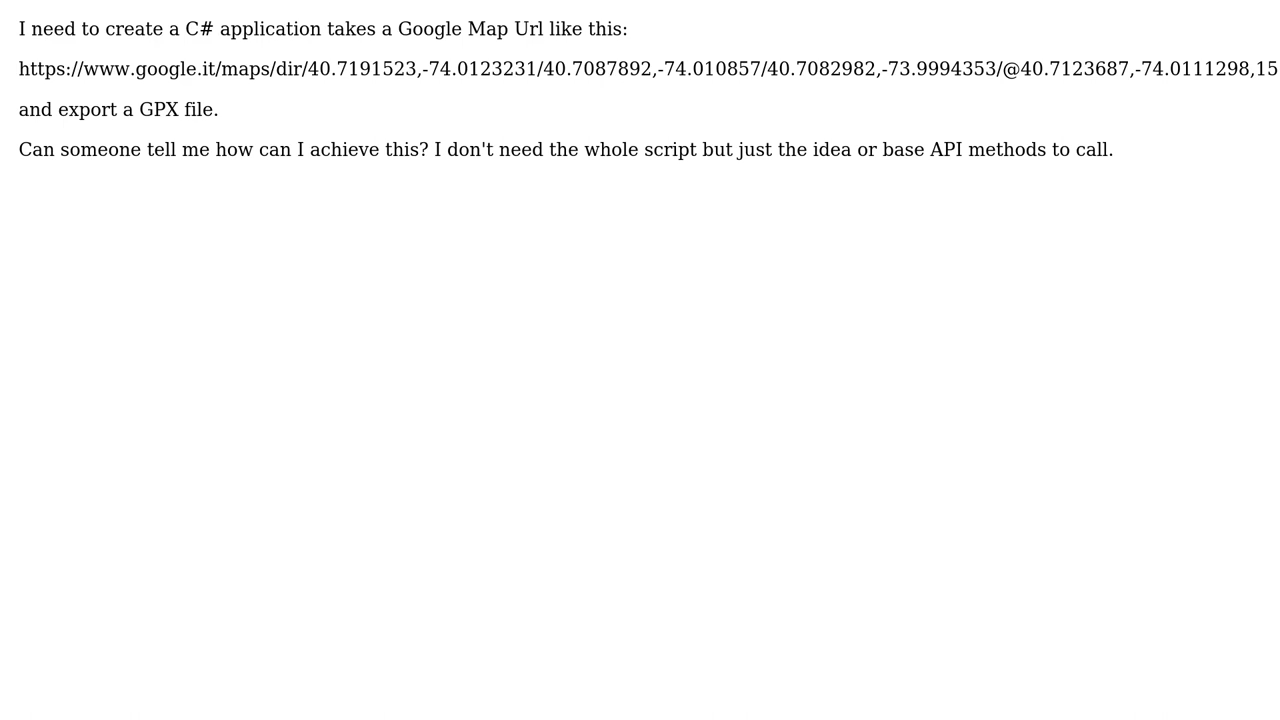 I need to create a C# application takes a Google Map Url like this:
https://www.google.it/maps/dir/40.7191523,-74.0123231/40.7087892,-74.010857/40.7082982,-73.9994353/@40.7123687,-74.0111298,15
and export a GPX file.
Can someone tell me how can I achieve this? I don't need the whole script but just the idea or base API methods to call.